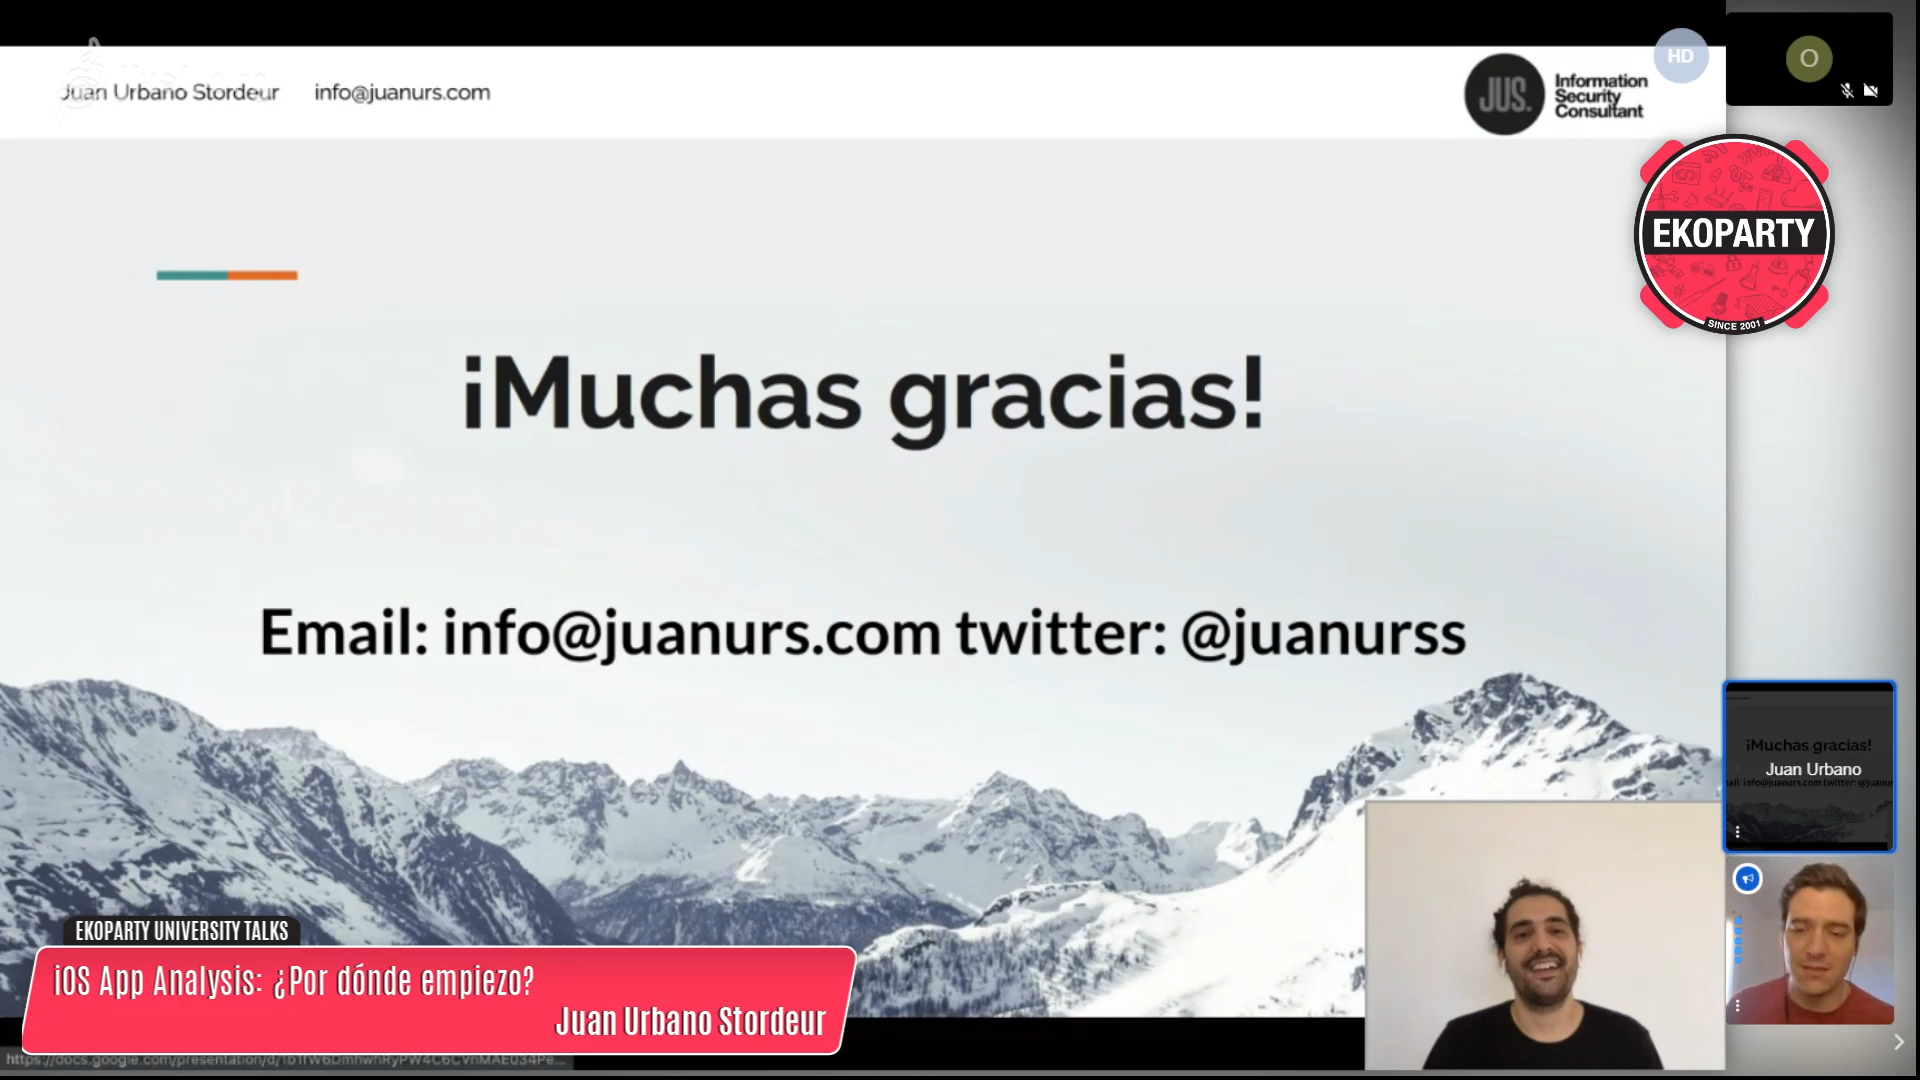 Juan Urbano Stordeur info@juanurs.com
JUS.
Information
Security
Consultant
HD
O
EKOPARTY
SINCE 2001
¡Muchas gracias!
Email: info@juanurs.com twitter: @juanurss
¡Muchas gracias!
Juan Urbano
EKOPARTY UNIVERSITY TALKS
iOS App Analysis: ¿Por dónde empiezo?
Juan Urbano Stordeur